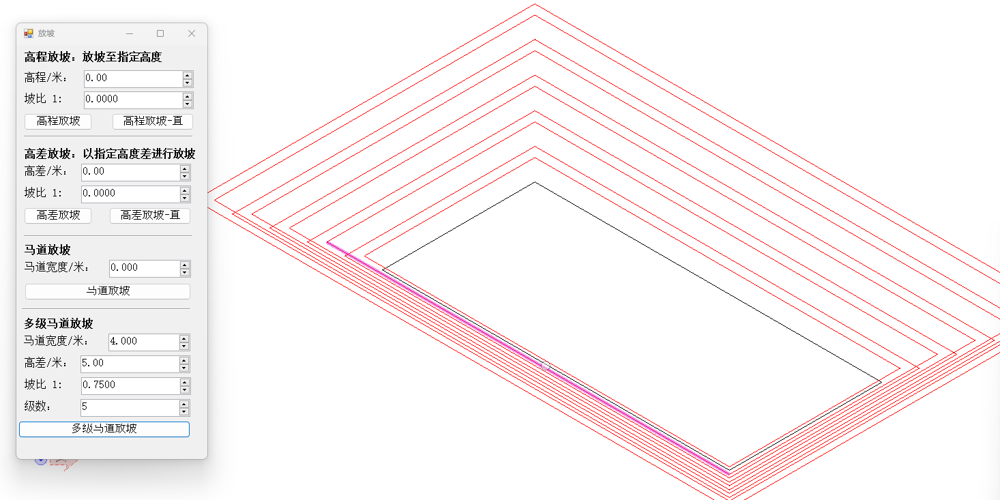 放坡
高程放坡：放坡至指定高度
高程/米： 0.00
坡比 1: 0.0000
高程放坡 高程放坡-直
高差放坡：以指定高度差进行放坡
高差/米： 0.00
坡比 1: 0.0000
高差放坡 高差放坡-直
马道放坡
马道宽度/米： 0.000
马道放坡
多级马道放坡
马道宽度/米： 4.000
高差/米： 5.00
坡比 1: 0.7500
级数： 5
多级马道放坡